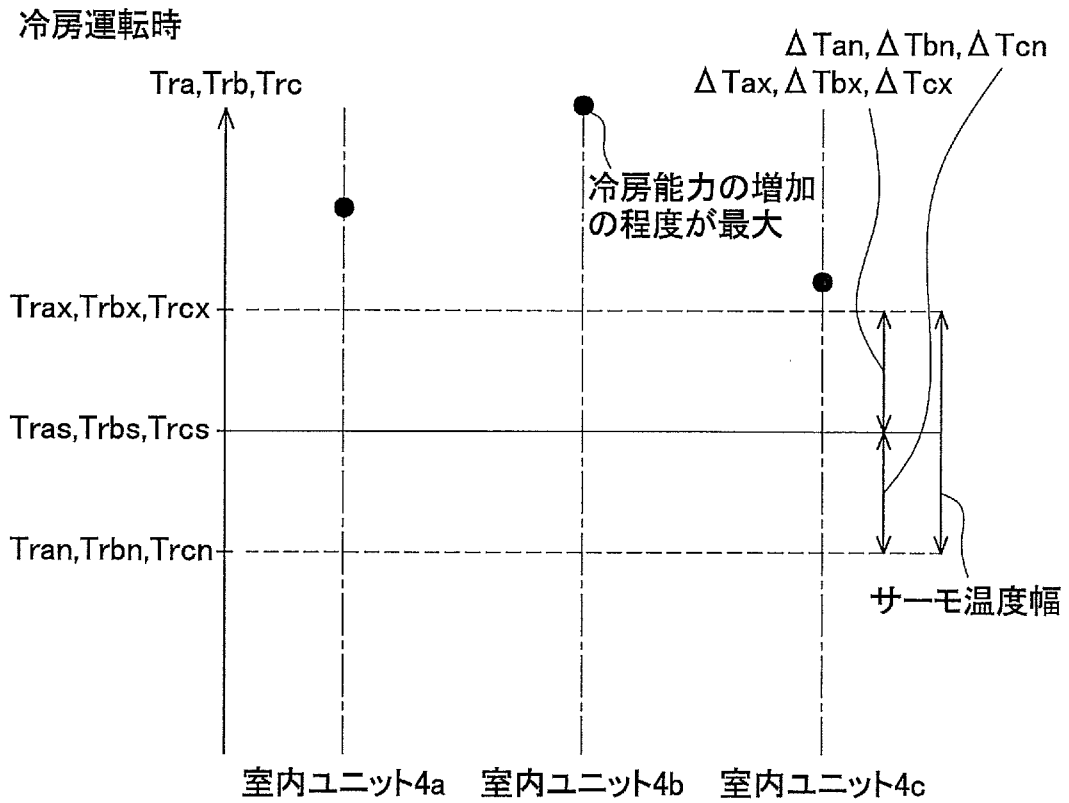 冷房運転時
ΔTan,ΔTbn,ΔTcn
Tra,Trb,Trc
ΔTax,ΔTbx,ΔTcx
冷房能力の増加
の程度が最大
Trax,Trbx,Trcx
Tras,Trbs,Trcs
Tran,Trbn,Trcn
サーモ温度幅
室内ユニット4a
室内ユニット4b
室内ユニット4c